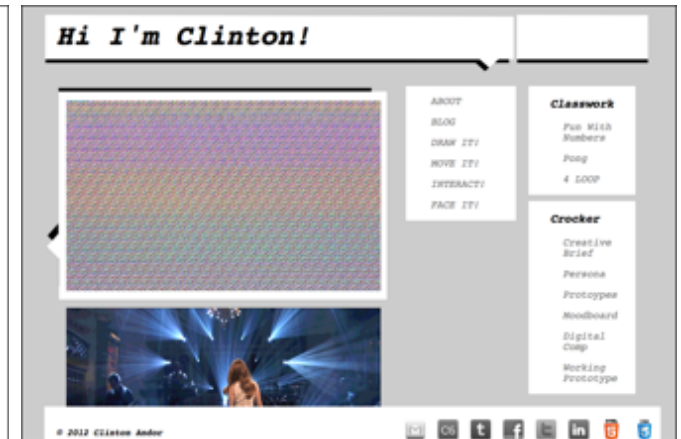 Hi I'm Clinton!
ABOUT
BLOG
DRAW IT!
MOVE IT!
INTERACT!
FACE IT!
Classwork
Fun With
Numbers
Pong
4 LOOP
Crocker
Creative
Brief
Persona
Protoypes
Moodboard
Digital
Comp
Working
Prototype
© 2012 Clinton Andor